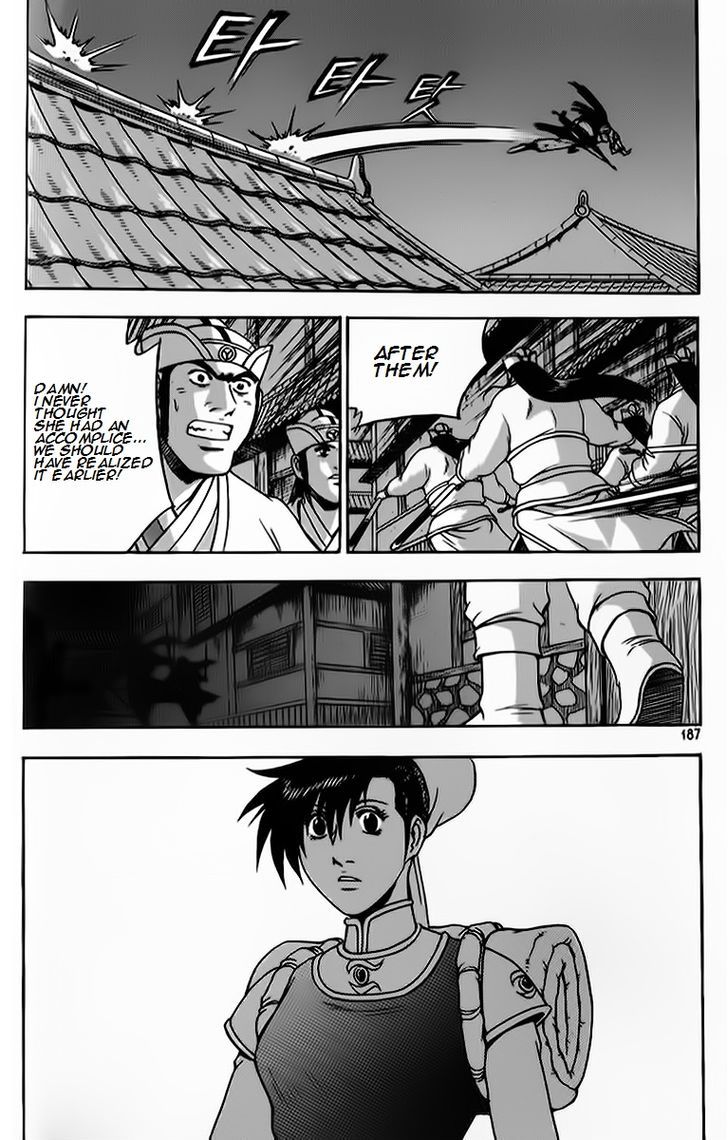 타 타 탓
DAMN!
I NEVER
THOUGHT
SHE HAD AN
ACCOMPLICE...
WE SHOULD
HAVE REALIZED
IT EARLIER!
AFTER
THEM!
187